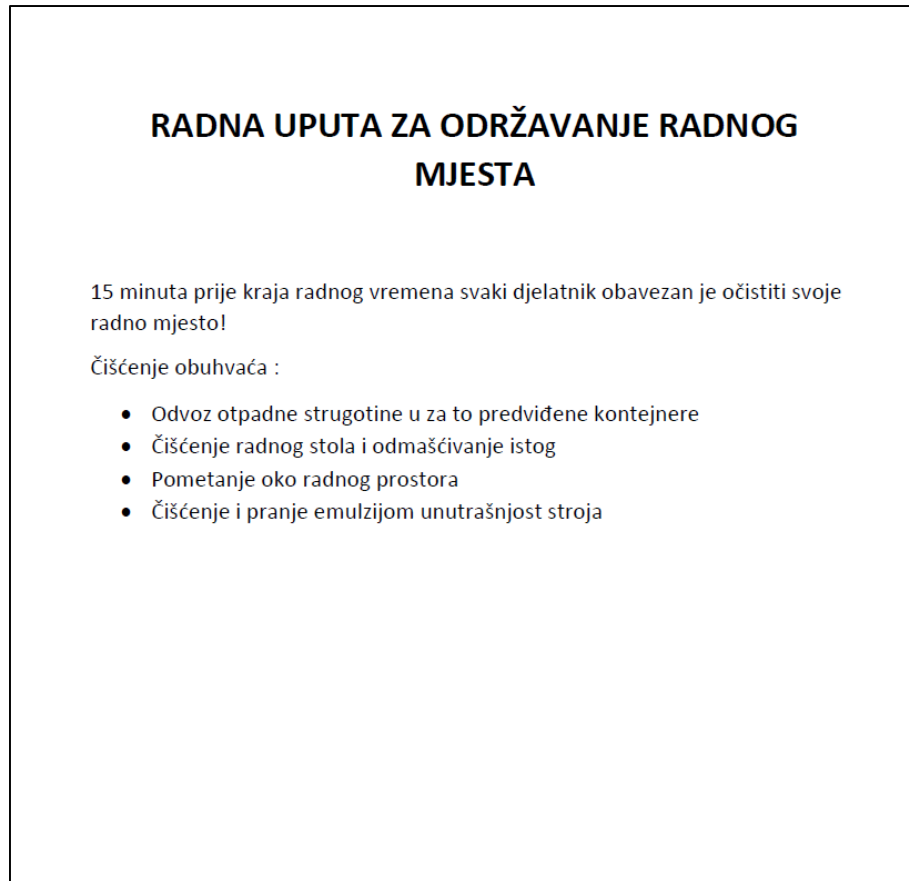 RADNA UPUTA ZA ODRŽAVANJE RADNOG
MJESTA
15 minuta prije kraja radnog vremena svaki djelatnik obavezan je očistiti svoje
radno mjesto!
Čišćenje obuhvaća :
• Odvoz otpadne strugotine u za to predviđene kontejnere
• Čišćenje radnog stola i odmašćivanje istog
• Pometanje oko radnog prostora
• Čišćenje i pranje emulzijom unutrašnjost stroja